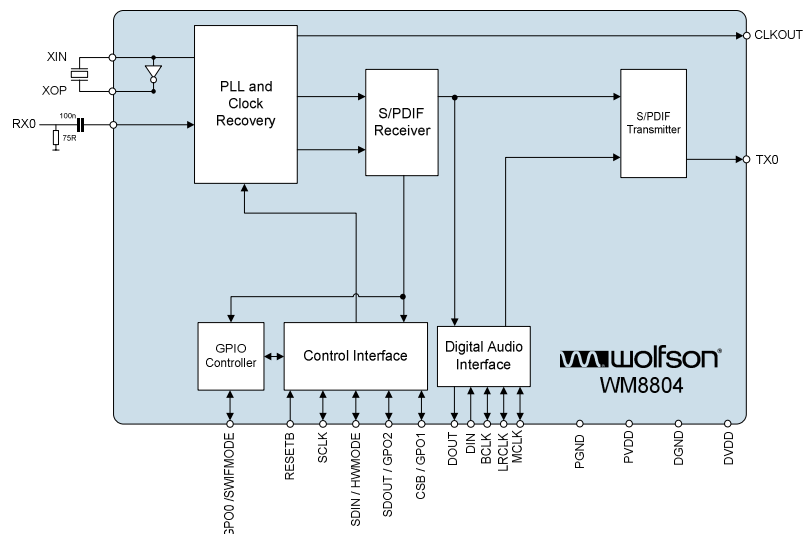 XIN
XOP
RX0
100n
75R
PLL and
Clock
Recovery
S/PDIF
Receiver
S/PDIF
Transmitter
CLKOUT
TX0
GPIO
Controller
Control Interface
Digital Audio
Interface
wolfson®
WM8804
GPO0 /SWIFMODE
RESETB
SCLK
SDIN / HWMODE
SDOUT / GPO2
CSB / GPO1
DOUT
DIN
BCLK
LRCLK
MCLK
PGND
PVDD
DGND
DVDD